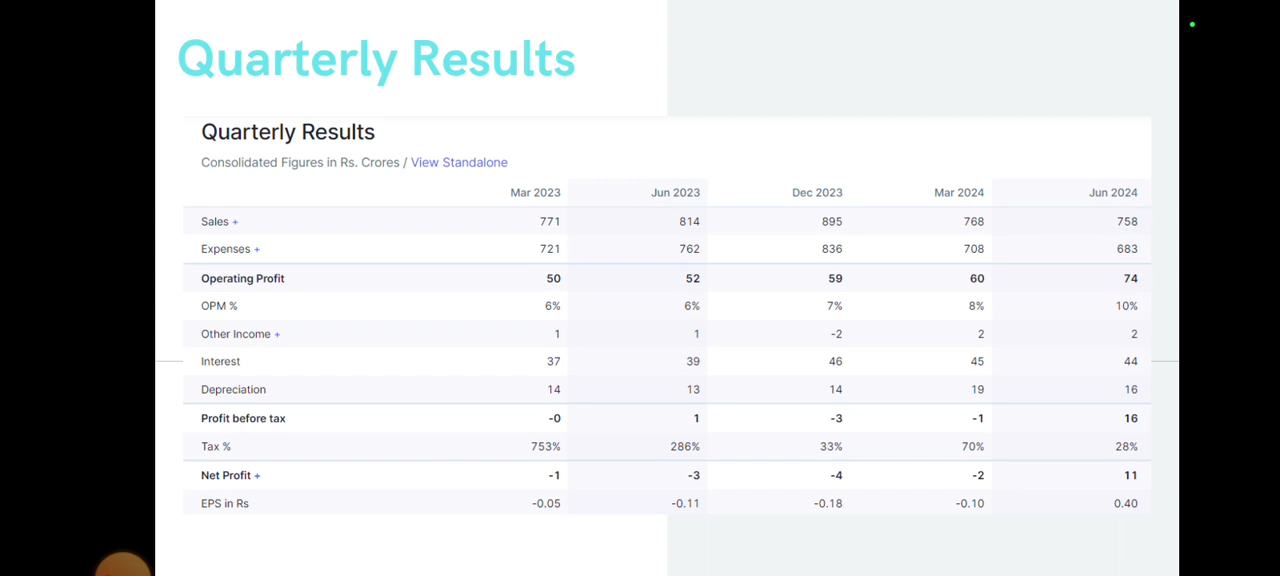 Quarterly Results
Quarterly Results
Consolidated Figures in Rs. Crores / View Standalone
Mar 2023 Jun 2023 Dec 2023 Mar 2024 Jun 2024
Sales + 771 814 895 768 758
Expenses + 721 762 836 708 683
Operating Profit 50 52 59 60 74
OPM % 6% 6% 7% 8% 10%
Other Income + 1 1 -2 2 2
Interest 37 39 46 45 44
Depreciation 14 13 14 19 16
Profit before tax -0 1 -3 -1 16
Tax % 753% 286% 33% 70% 28%
Net Profit + -1 -3 -4 -2 11
EPS in Rs -0.05 -0.11 -0.18 -0.10 0.40